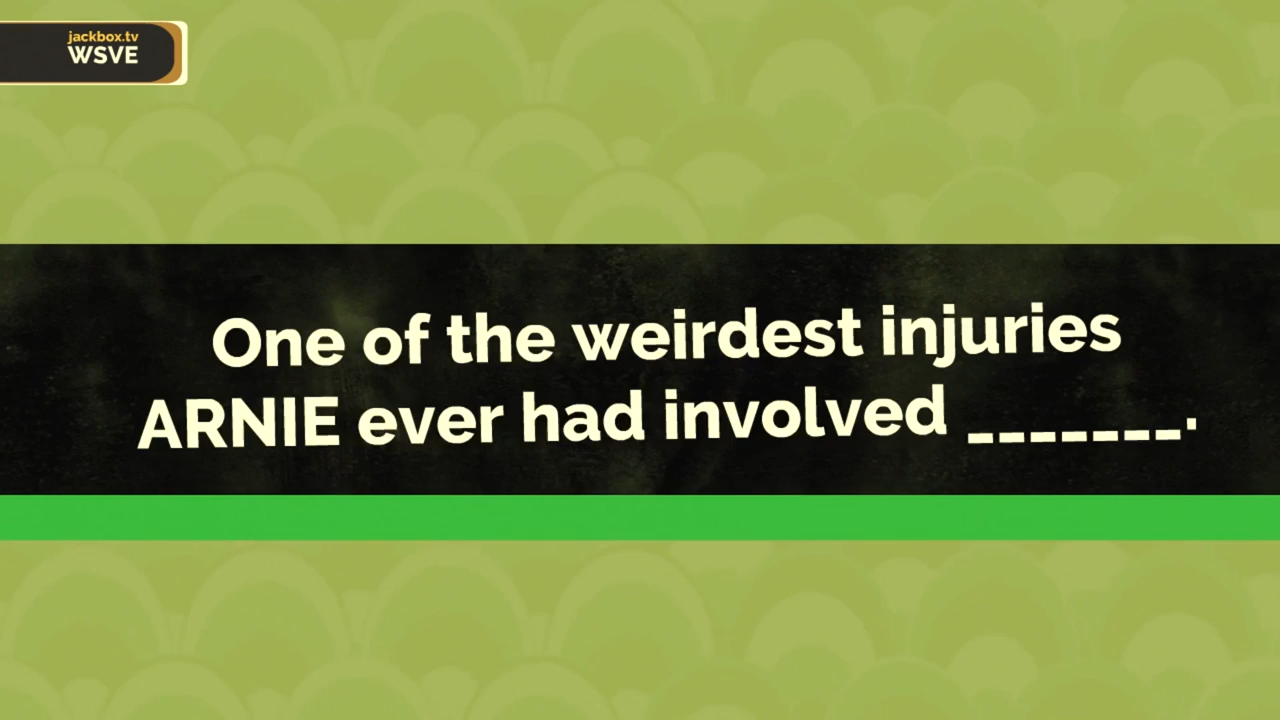 jackbox.tv
WSVE
One of the weirdest injuries
ARNIE ever had involved _______.